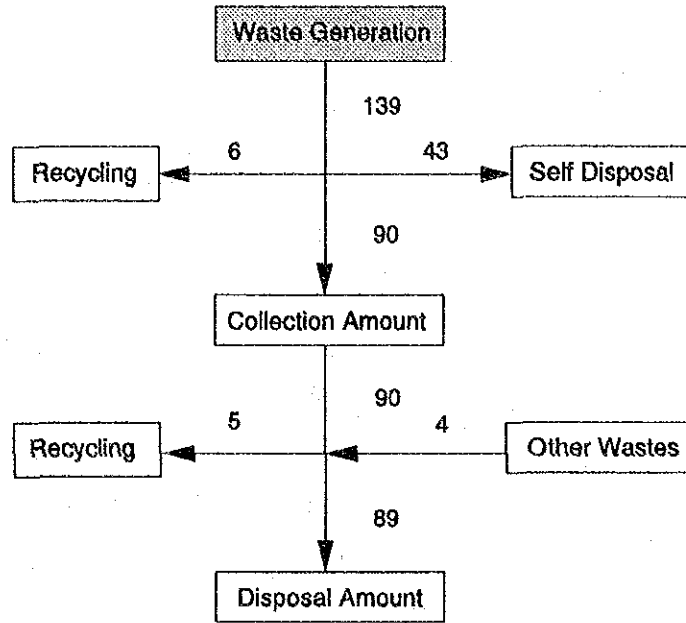 Waste Generation
139
6
43
Recycling
Self Disposal
90
Collection Amount
90
5
4
Recycling
Other Wastes
89
Disposal Amount